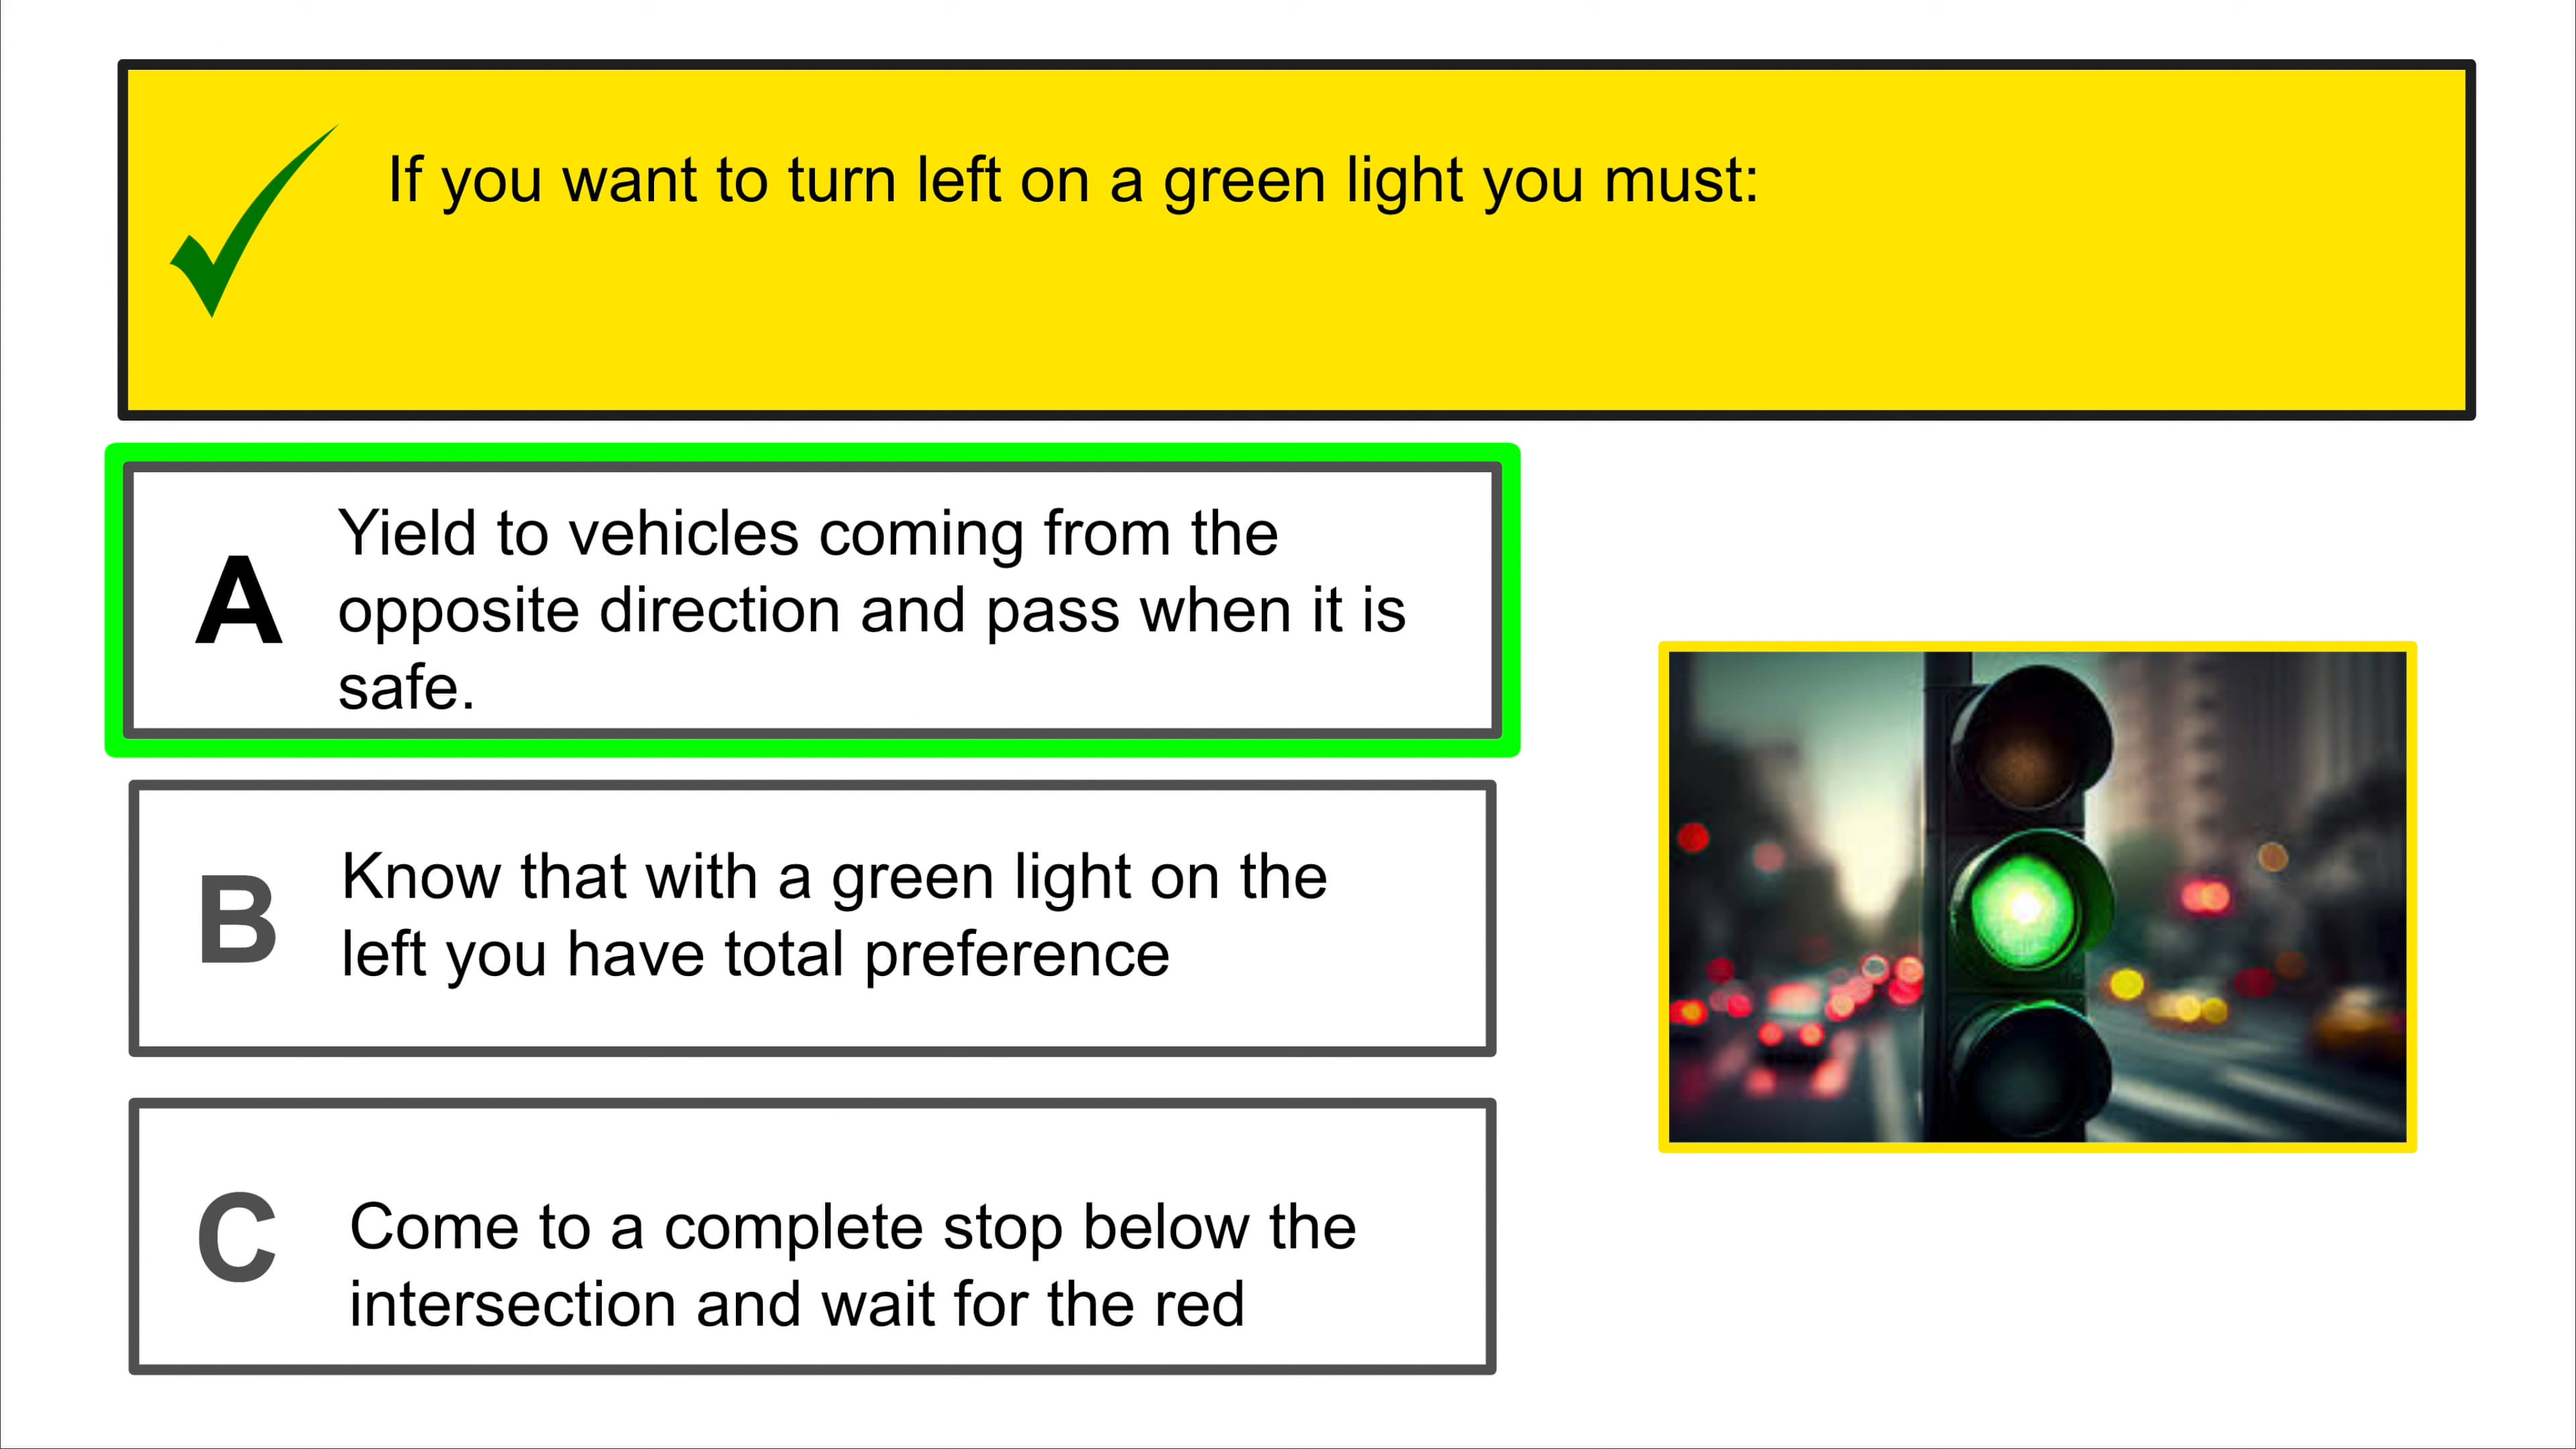 If you want to turn left on a green light you must:
A
Yield to vehicles coming from the
opposite direction and pass when it is
safe.
B
Know that with a green light on the
left you have total preference
C
Come to a complete stop below the
intersection and wait for the red